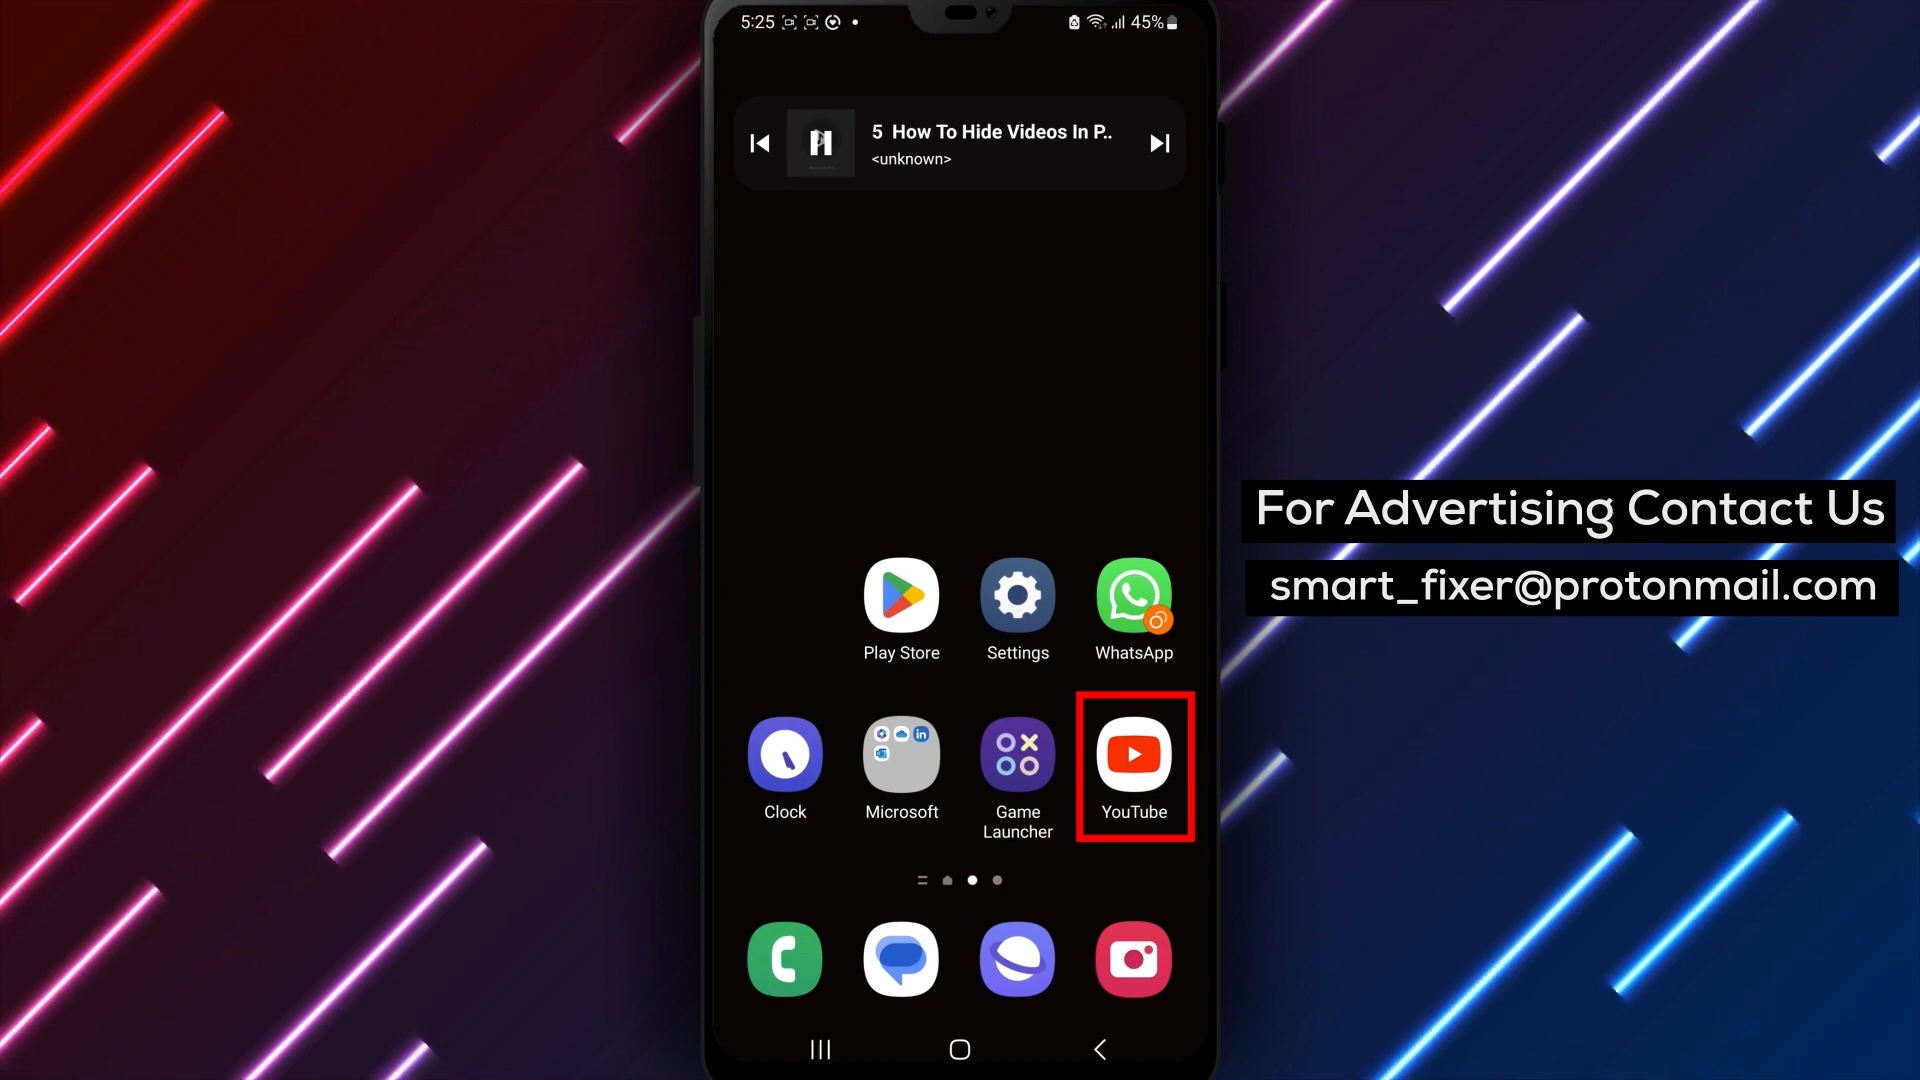 5:25
45%
5 How To Hide Videos In P..
<unknown>
Play Store
Settings
WhatsApp
For Advertising Contact Us
smart_fixer@protonmail.com
in
Clock
Microsoft
Game
Launcher
YouTube